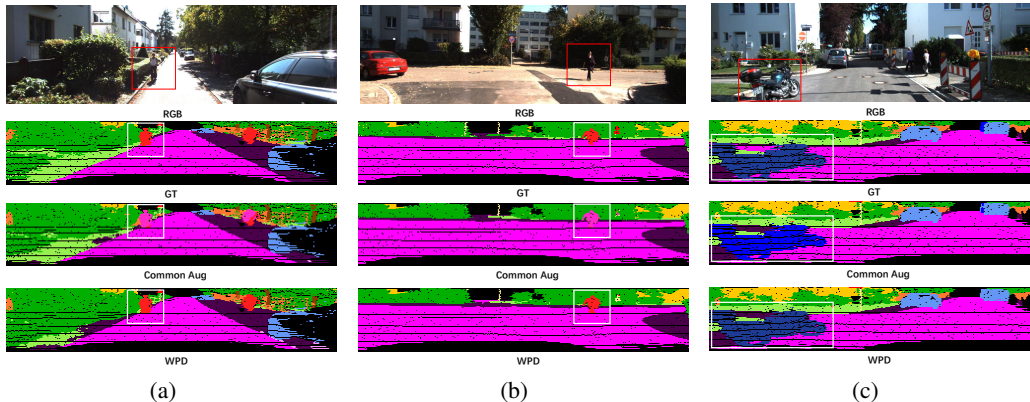 RGB RGB RGB
GT GT GT
Common Aug Common Aug Common Aug
WPD WPD WPD
(a) (b) (c)